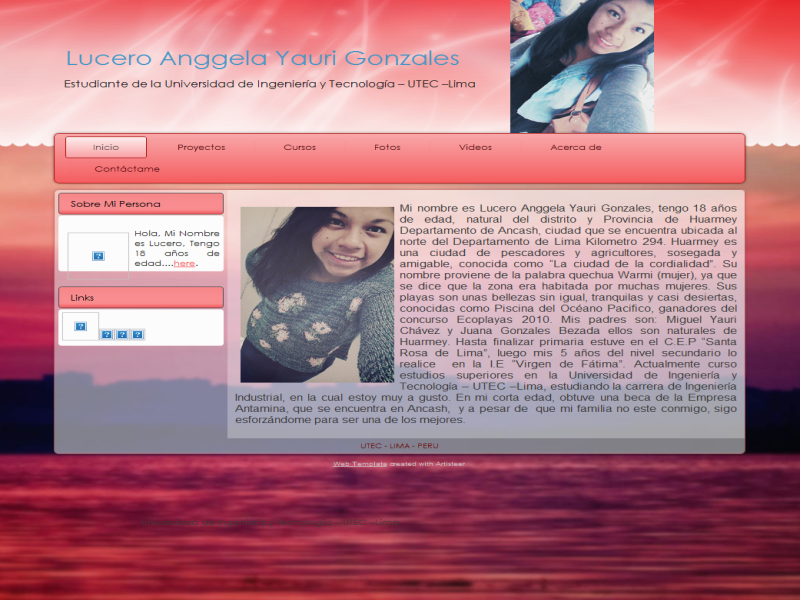 Lucero Anggela Yauri Gonzales
Estudiante de la Universidad de Ingeniería y Tecnología – UTEC –Lima
Inicio Proyectos Cursos Fotos Videos Acerca de
Contáctame
Sobre Mi Persona
Hola, Mi Nombre
es Lucero, Tengo
18 años de
edad....here.
Links
Mi nombre es Lucero Anggela Yauri Gonzales, tengo 18 años
de edad, natural del distrito y Provincia de Huarmey
Departamento de Ancash, ciudad que se encuentra ubicada al
norte del Departamento de Lima Kilometro 294. Huarmey es
una ciudad de pescadores y agricultores, sosegada y
amigable, conocida como “La ciudad de la cordialidad”. Su
nombre proviene de la palabra quechua Warmi (mujer), ya que
se dice que la zona era habitada por muchas mujeres. Sus
playas son unas bellezas sin igual, tranquilas y casi desiertas,
conocidas como Piscina del Océano Pacifico, ganadores del
concurso Ecoplayas 2010. Mis padres son: Miguel Yauri
Chávez y Juana Gonzales Bezada ellos son naturales de
Huarmey. Hasta finalizar primaria estuve en el C.E.P “Santa
Rosa de Lima”, luego mis 5 años del nivel secundario lo
realice en la I.E “Virgen de Fátima”. Actualmente curso
estudios superiores en la Universidad de Ingeniería y
Tecnología – UTEC –Lima, estudiando la carrera de Ingeniería
Industrial, en la cual estoy muy a gusto. En mi corta edad, obtuve una beca de la Empresa
Antamina, que se encuentra en Ancash, y a pesar de que mi familia no este conmigo, sigo
esforzándome para ser una de los mejores.
UTEC - LIMA - PERU
Web Template created with Artisteer.